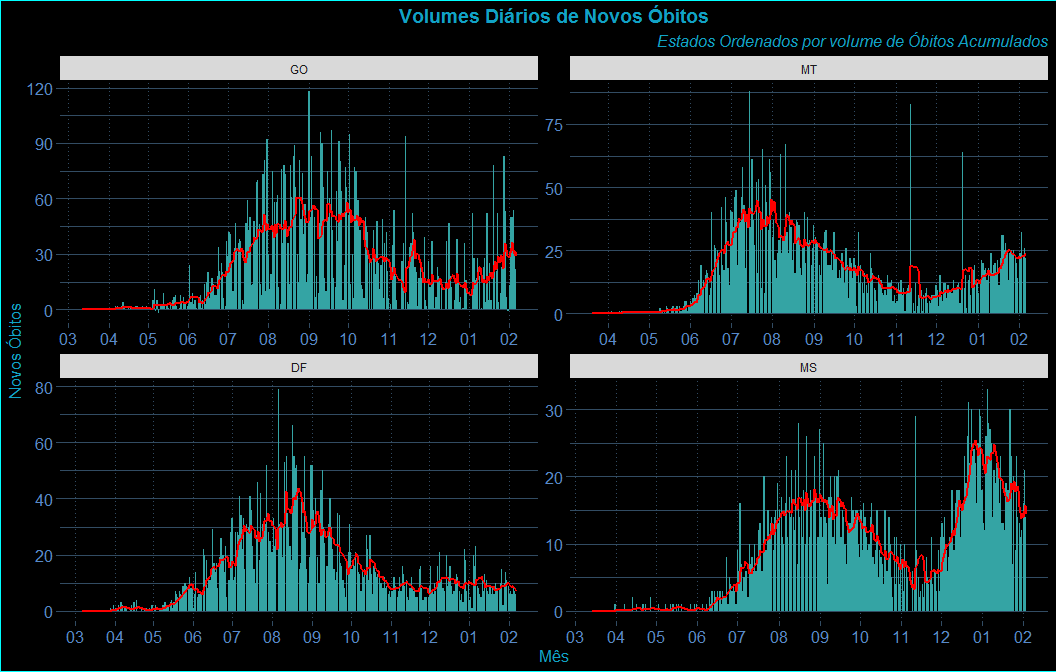 Volumes Diários de Novos Óbitos
Estados Ordenados por volume de Óbitos Acumulados
GO
MT
120
90
60
30
0
03 04 05 06 07 08 09 10 11 12 01 02
75
50
25
0
04 05 06 07 08 09 10 11 12 01 02
Novos Óbitos
DF
MS
80
60
40
20
0
03 04 05 06 07 08 09 10 11 12 01 02
30
20
10
0
03 04 05 06 07 08 09 10 11 12 01 02
Mês